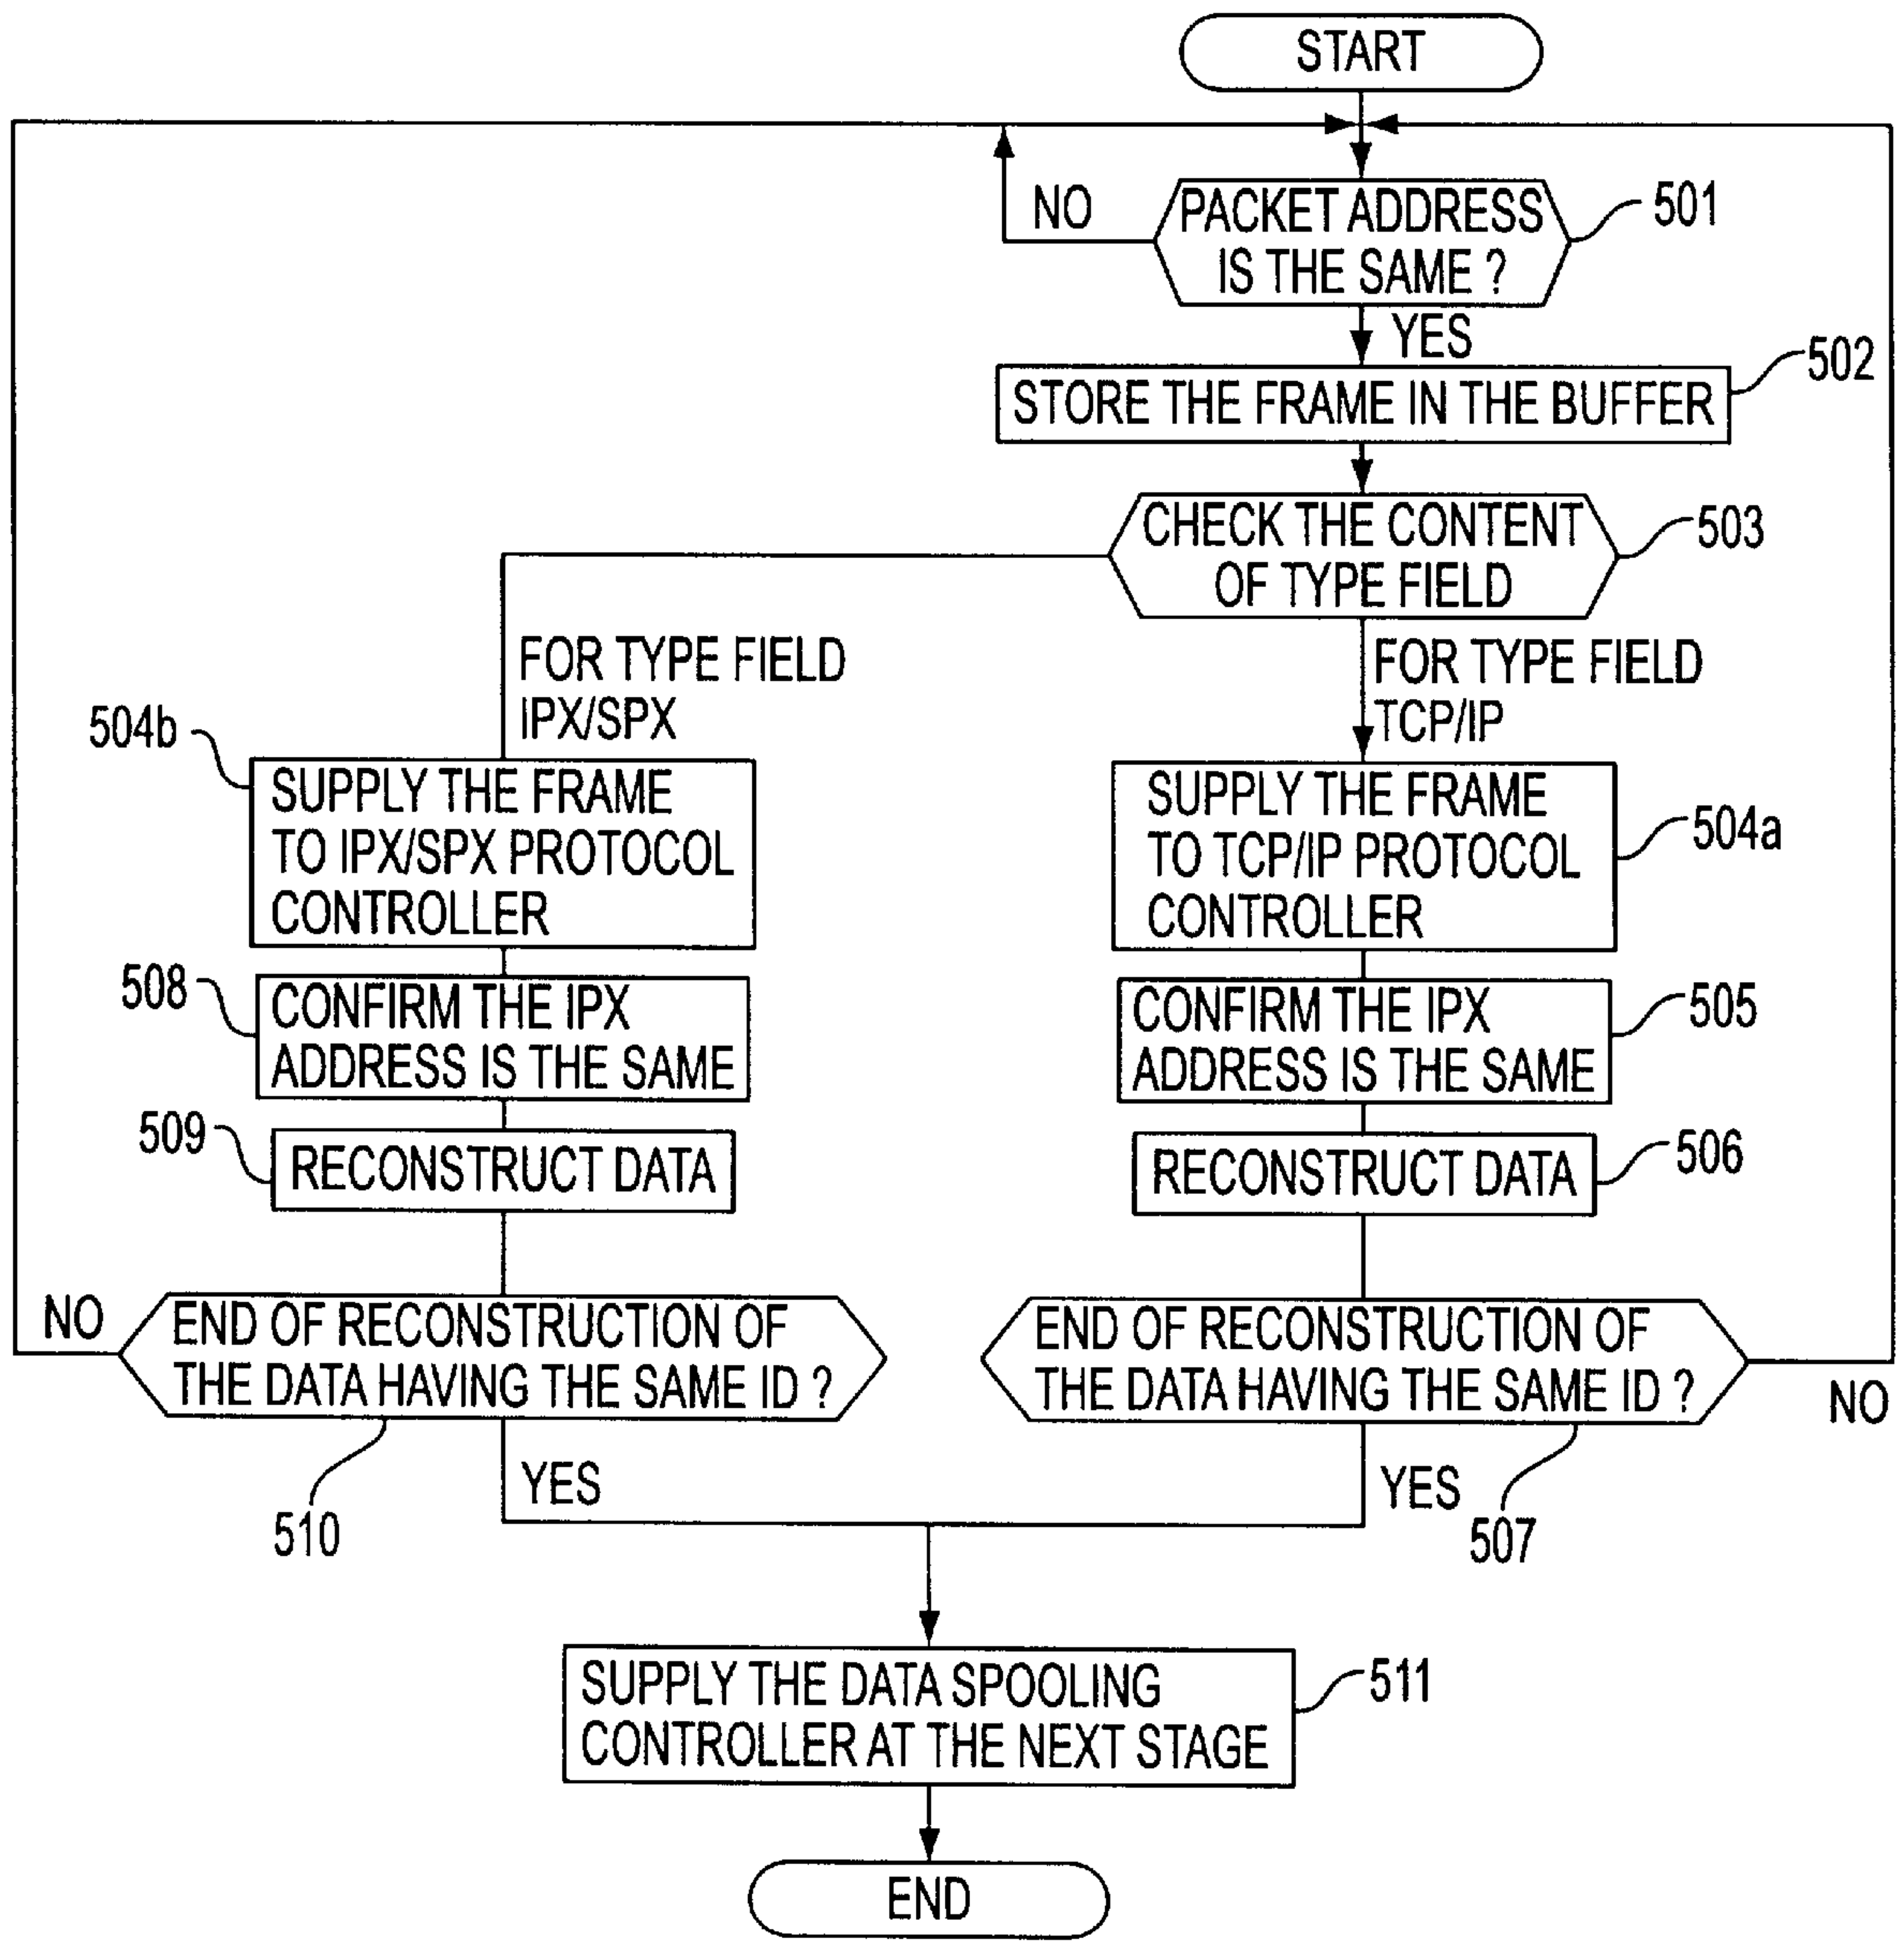 START
NO
PACKET ADDRESS
IS THE SAME ?
501
YES
502
STORE THE FRAME IN THE BUFFER
CHECK THE CONTENT
OF TYPE FIELD
503
FOR TYPE FIELD
IPX/SPX
FOR TYPE FIELD
TCP/IP
504b
SUPPLY THE FRAME
TO IPX/SPX PROTOCOL
CONTROLLER
SUPPLY THE FRAME
TO TCP/IP PROTOCOL
CONTROLLER
504a
508
CONFIRM THE IPX
ADDRESS IS THE SAME
CONFIRM THE IPX
ADDRESS IS THE SAME
505
509
RECONSTRUCT DATA
RECONSTRUCT DATA
506
NO
END OF RECONSTRUCTION OF
THE DATA HAVING THE SAME ID ?
END OF RECONSTRUCTION OF
THE DATA HAVING THE SAME ID ?
NO
510
YES
YES
507
SUPPLY THE DATA SPOOLING
CONTROLLER AT THE NEXT STAGE
511
END